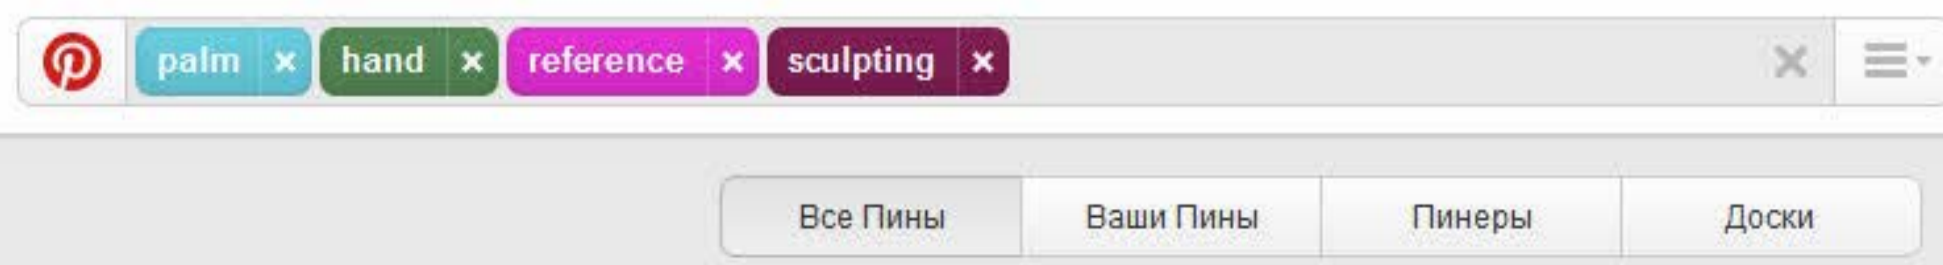 palm hand reference sculpting
Все Пины Ваши Пины Пинеры Доски